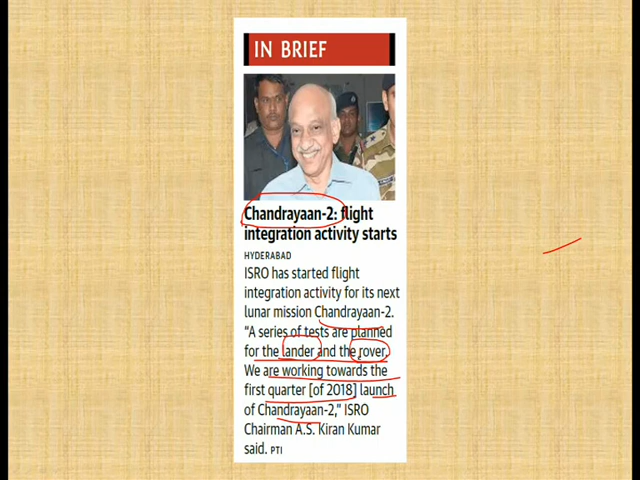 IN BRIEF
Chandrayaan-2: flight
integration activity starts
HYDERABAD
ISRO has started flight
integration activity for its next
lunar mission Chandrayaan-2.
"A series of tests are planned
for the lander and the rover.
We are working towards the
first quarter [of 2018] launch
of Chandrayaan-2," ISRO
Chairman A.S. Kiran Kumar
said. PTI